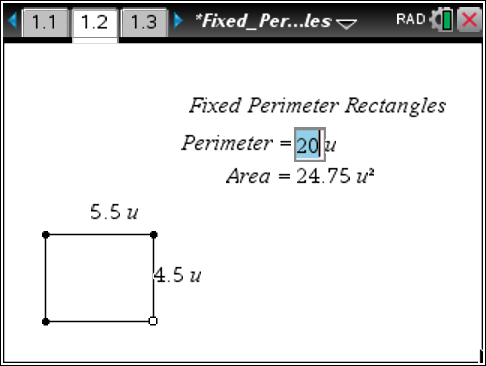 1.1 1.2 1.3 *Fixed_Per...les RAD
Fixed Perimeter Rectangles
Perimeter = 20 u
Area = 24.75 u²
5.5 u
4.5 u